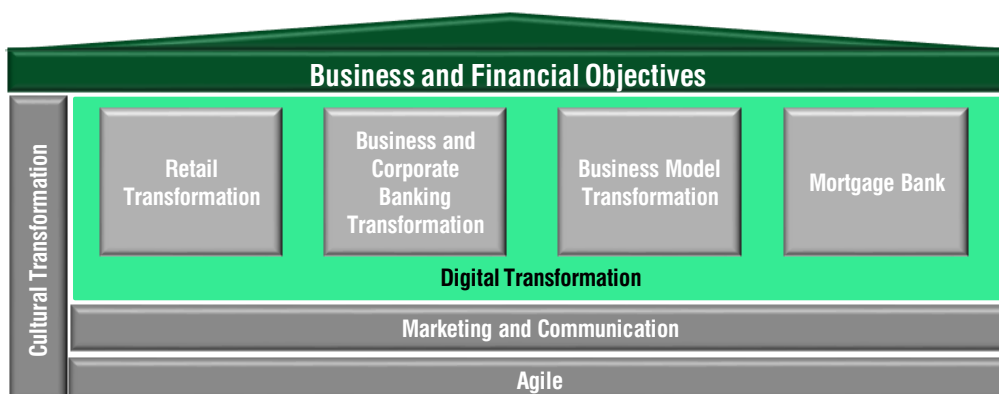 Business and Financial Objectives
Cultural Transformation
Retail
Transformation
Business and
Corporate
Banking
Transformation
Business Model
Transformation
Mortgage Bank
Digital Transformation
Marketing and Communication
Agile